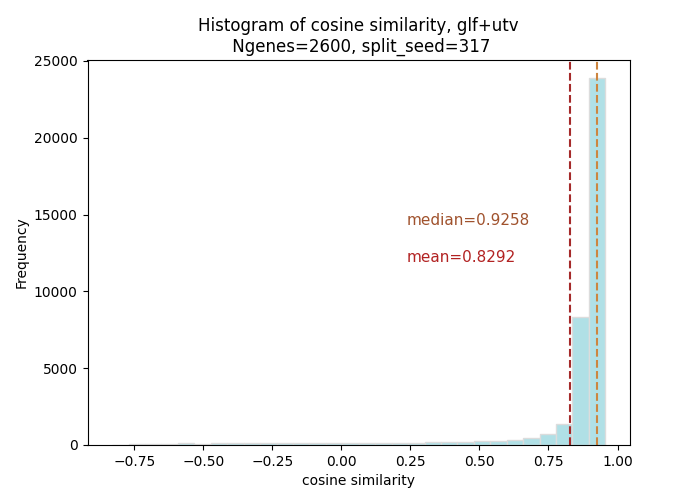 Histogram of cosine similarity, glf+utv
Ngenes=2600, split_seed=317
25000
20000
15000
10000
5000
0
Frequency
median=0.9258
mean=0.8292
−0.75 −0.50 −0.25 0.00 0.25 0.50 0.75 1.00
cosine similarity